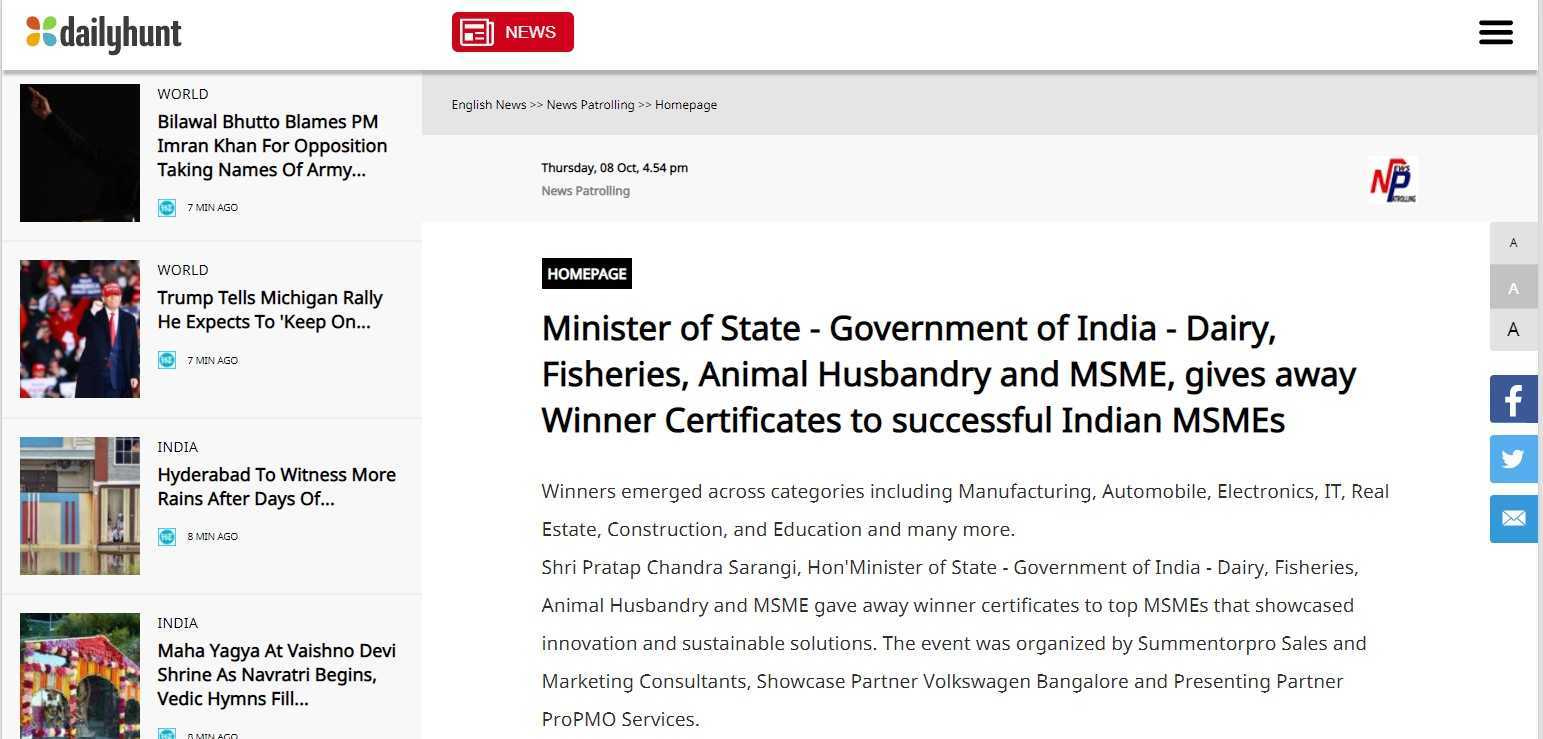 dailyhunt
NEWS
WORLD
Bilawal Bhutto Blames PM
Imran Khan For Opposition
Taking Names Of Army...
7 MIN AGO
WORLD
Trump Tells Michigan Rally
He Expects To 'Keep On...
7 MIN AGO
INDIA
Hyderabad To Witness More
Rains After Days Of...
8 MIN AGO
INDIA
Maha Yagya At Vaishno Devi
Shrine As Navratri Begins,
Vedic Hymns Fill...
8 MIN AGO
English News >> News Patrolling >> Homepage
Thursday, 08 Oct, 4.54 pm
News Patrolling
NEWS
PATROLLING
HOMEPAGE
Minister of State - Government of India - Dairy,
Fisheries, Animal Husbandry and MSME, gives away
Winner Certificates to successful Indian MSMEs
Winners emerged across categories including Manufacturing, Automobile, Electronics, IT, Real
Estate, Construction, and Education and many more.
Shri Pratap Chandra Sarangi, Hon'Minister of State - Government of India - Dairy, Fisheries,
Animal Husbandry and MSME gave away winner certificates to top MSMEs that showcased
innovation and sustainable solutions. The event was organized by Summentorpro Sales and
Marketing Consultants, Showcase Partner Volkswagen Bangalore and Presenting Partner
ProPMO Services.
A
A
A